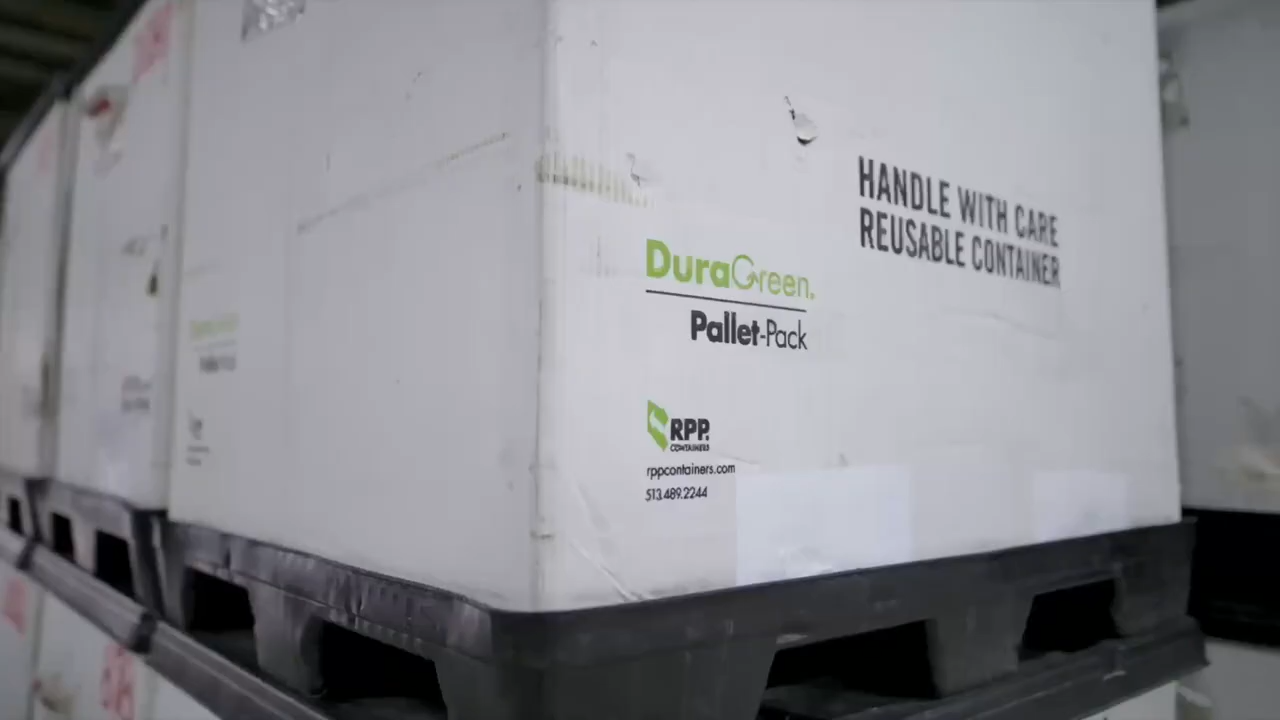 HANDLE WITH CARE
REUSABLE CONTAINER
DuraGreen.
Pallet-Pack
RPP.
CONTAINERS
rppcontainers.com
513.489.2244